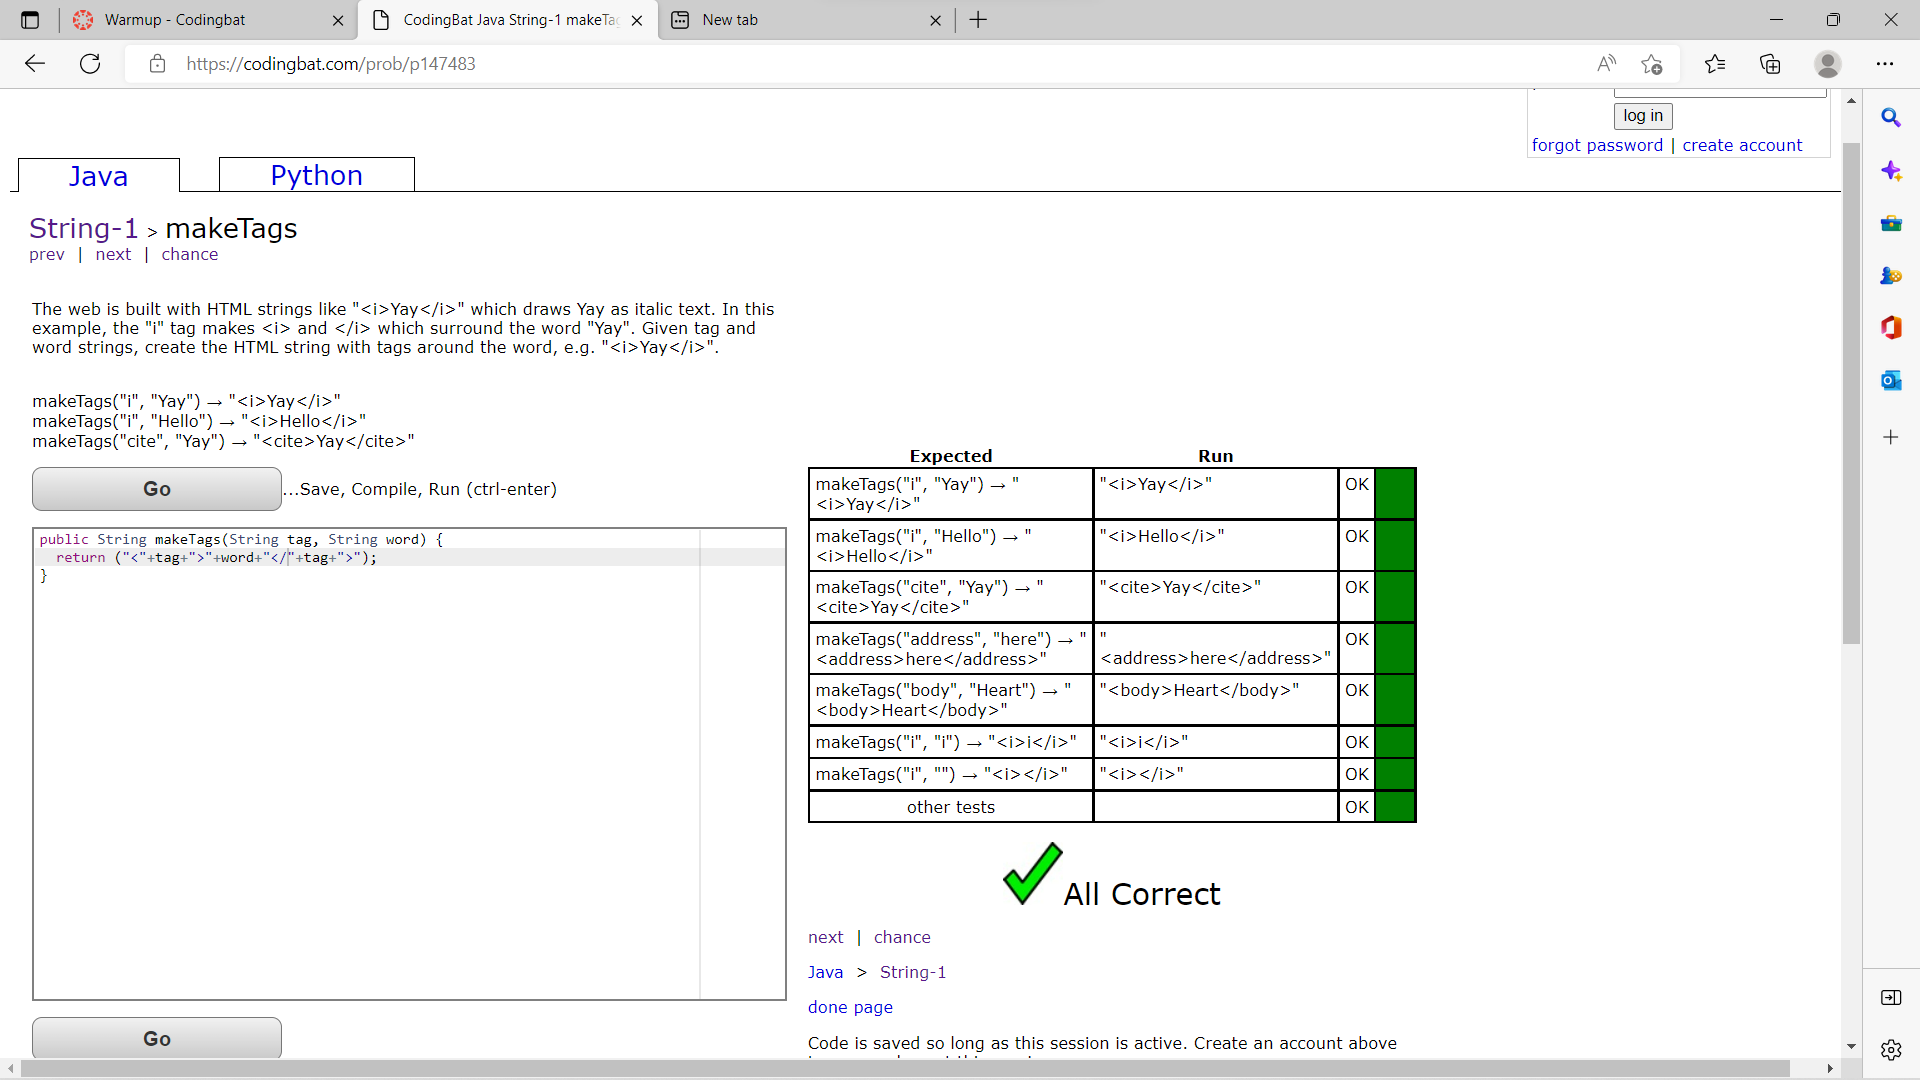 Warmup - Codingbat
CodingBat Java String-1 makeTag
New tab
https://codingbat.com/prob/p147483
log in
forgot password | create account
Java
Python
String-1 > makeTags
prev | next | chance
The web is built with HTML strings like "<i>Yay</i>" which draws Yay as italic text. In this
example, the "i" tag makes <i> and </i> which surround the word "Yay". Given tag and
word strings, create the HTML string with tags around the word, e.g. "<i>Yay</i>".
makeTags("i", "Yay") → "<i>Yay</i>"
makeTags("i", "Hello") → "<i>Hello</i>"
makeTags("cite", "Yay") → "<cite>Yay</cite>"
Go
...Save, Compile, Run (ctrl-enter)
public String makeTags(String tag, String word) {
return ("<"+tag+">"+word+"</"+tag+">");
}
Go
Expected Run
makeTags("i", "Yay") → "
<i>Yay</i>"
"<i>Yay</i>"
OK
makeTags("i", "Hello") → "
<i>Hello</i>"
"<i>Hello</i>"
OK
makeTags("cite", "Yay") → "
<cite>Yay</cite>"
"<cite>Yay</cite>"
OK
makeTags("address", "here") → "
<address>here</address>"
"
<address>here</address>"
OK
makeTags("body", "Heart") → "
<body>Heart</body>"
"<body>Heart</body>"
OK
makeTags("i", "i") → "<i>i</i>"
"<i>i</i>"
OK
makeTags("i", "") → "<i></i>"
"<i></i>"
OK
other tests
OK
All Correct
next | chance
Java > String-1
done page
Code is saved so long as this session is active. Create an account above